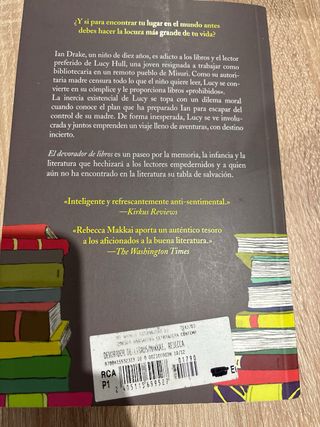 ¿Y si para encontrar tu lugar en el mundo antes
debes hacer la locura más grande de tu vida?
Ian Drake, un niño de diez años, es adicto a los libros y el lector
preferido de Lucy Hull, una joven resignada a trabajar como
bibliotecaria en un remoto pueblo de Misuri. Como su autori-
taria madre censura todo lo que el niño quiere leer, Lucy se con-
vierte en su cómplice y le proporciona libros «prohibidos».
La inercia existencial de Lucy se topa con un dilema moral
cuando conoce el plan que ha preparado Ian para escapar del
control de su madre. De forma inesperada, Lucy se ve involu-
crada y juntos emprenden un viaje lleno de aventuras, con destino
incierto.
El devorador de libros es un paseo por la memoria, la infancia y la
literatura que hechizará a los lectores empedernidos y a quien
aún no ha encontrado en la literatura su tabla de salvación.
«Inteligente y refrescantemente anti-sentimental.»
—Kirkus Reviews
«Rebecca Makkai aporta un auténtico tesoro
a los aficionados a la buena literatura.»
—The Washington Times
DEVORADOR DE LIBROS/MAKKAI, REBECCA
01790
RCA
P1